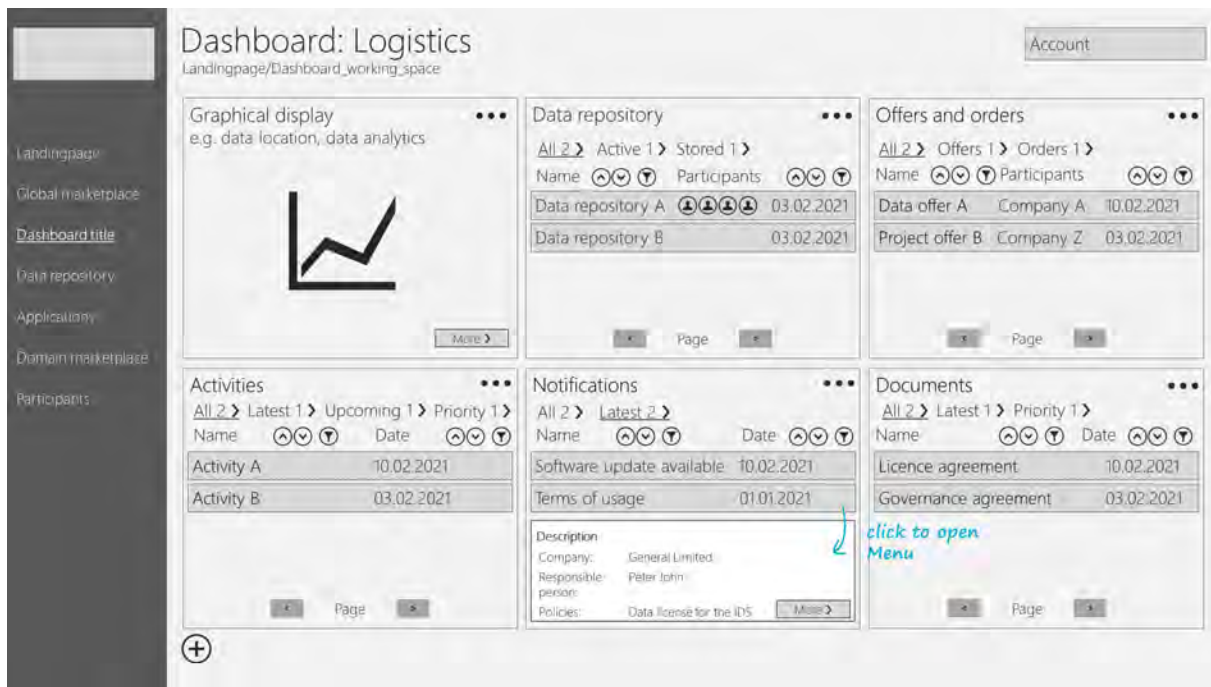 Dashboard: Logistics
Landingpage/Dashboard_working_space
Account
Landingpage
Global marketplace
Dashboard title
Data repository
Applications
Domain marketplace
Participants
Graphical display
e.g. data location, data analytics
More ❯
Data repository
All 2 ❯ Active 1 ❯ Stored 1 ❯
Name Participants
Data repository A 03.02.2021
Data repository B 03.02.2021
< Page >
Offers and orders
All 2 ❯ Offers 1 ❯ Orders 1 ❯
Name Participants
Data offer A Company A 10.02.2021
Project offer B Company Z 03.02.2021
< Page >
Activities
All 2 ❯ Latest 1 ❯ Upcoming 1 ❯ Priority 1 ❯
Name Date
Activity A 10.02.2021
Activity B 03.02.2021
< Page >
Notifications
All 2 ❯ Latest 2 ❯
Name Date
Software update available 10.02.2021
Terms of usage 01.01.2021
Description
Company: General Limited
Responsible person: Peter John
Policies: Data license for the IDS
More ❯
click to open
Menu
Documents
All 2 ❯ Latest 1 ❯ Priority 1 ❯
Name Date
Licence agreement 10.02.2021
Governance agreement 03.02.2021
< Page >